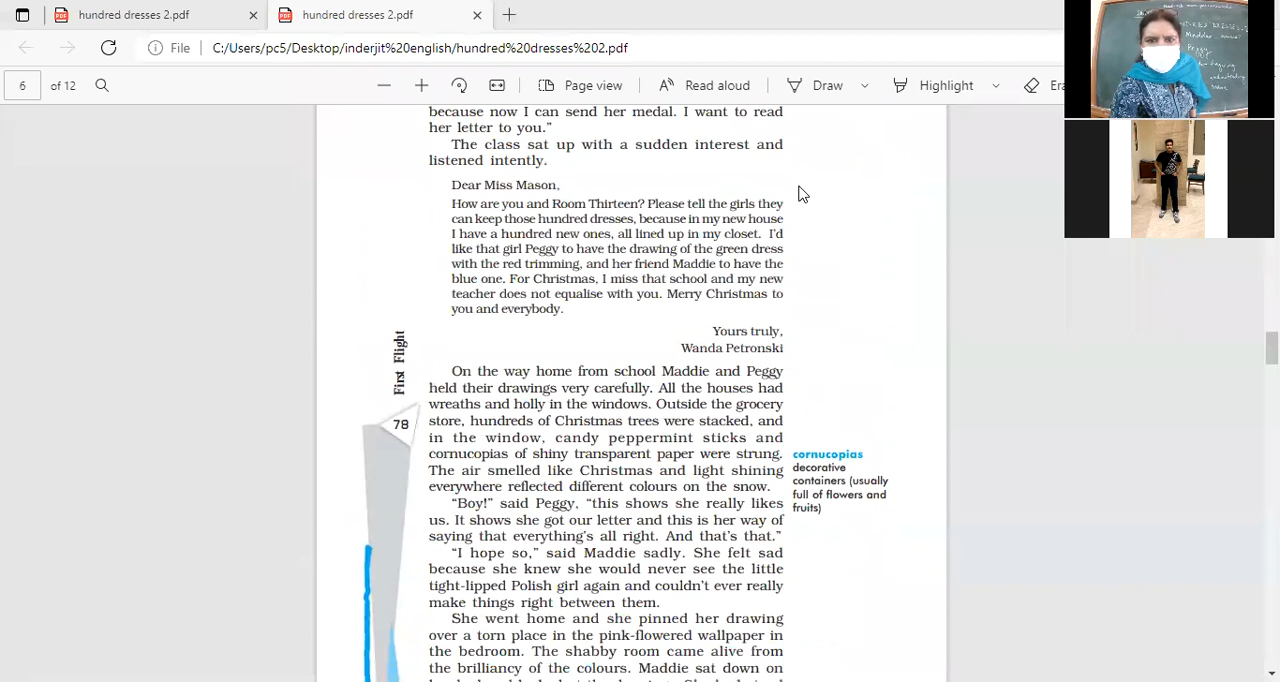 hundred dresses 2.pdf
hundred dresses 2.pdf
File
C:/Users/pc5/Desktop/inderjit%20english/hundred%20dresses%202.pdf
6 of 12
Page view
Read aloud
Draw
Highlight
because now I can send her medal. I want to read
her letter to you.”
The class sat up with a sudden interest and
listened intently.
Dear Miss Mason,
How are you and Room Thirteen? Please tell the girls they
can keep those hundred dresses, because in my new house
I have a hundred new ones, all lined up in my closet. I’d
like that girl Peggy to have the drawing of the green dress
with the red trimming, and her friend Maddie to have the
blue one. For Christmas, I miss that school and my new
teacher does not equalise with you. Merry Christmas to
you and everybody.
Yours truly,
Wanda Petronski
First Flight
78
On the way home from school Maddie and Peggy
held their drawings very carefully. All the houses had
wreaths and holly in the windows. Outside the grocery
store, hundreds of Christmas trees were stacked, and
in the window, candy peppermint sticks and
cornucopias of shiny transparent paper were strung.
The air smelled like Christmas and light shining
everywhere reflected different colours on the snow.
cornucopias
decorative
containers (usually
full of flowers and
fruits)
“Boy!” said Peggy, “this shows she really likes
us. It shows she got our letter and this is her way of
saying that everything’s all right. And that’s that.”
“I hope so,” said Maddie sadly. She felt sad
because she knew she would never see the little
tight-lipped Polish girl again and couldn’t ever really
make things right between them.
She went home and she pinned her drawing
over a torn place in the pink-flowered wallpaper in
the bedroom. The shabby room came alive from
the brilliancy of the colours. Maddie sat down on
Peggy